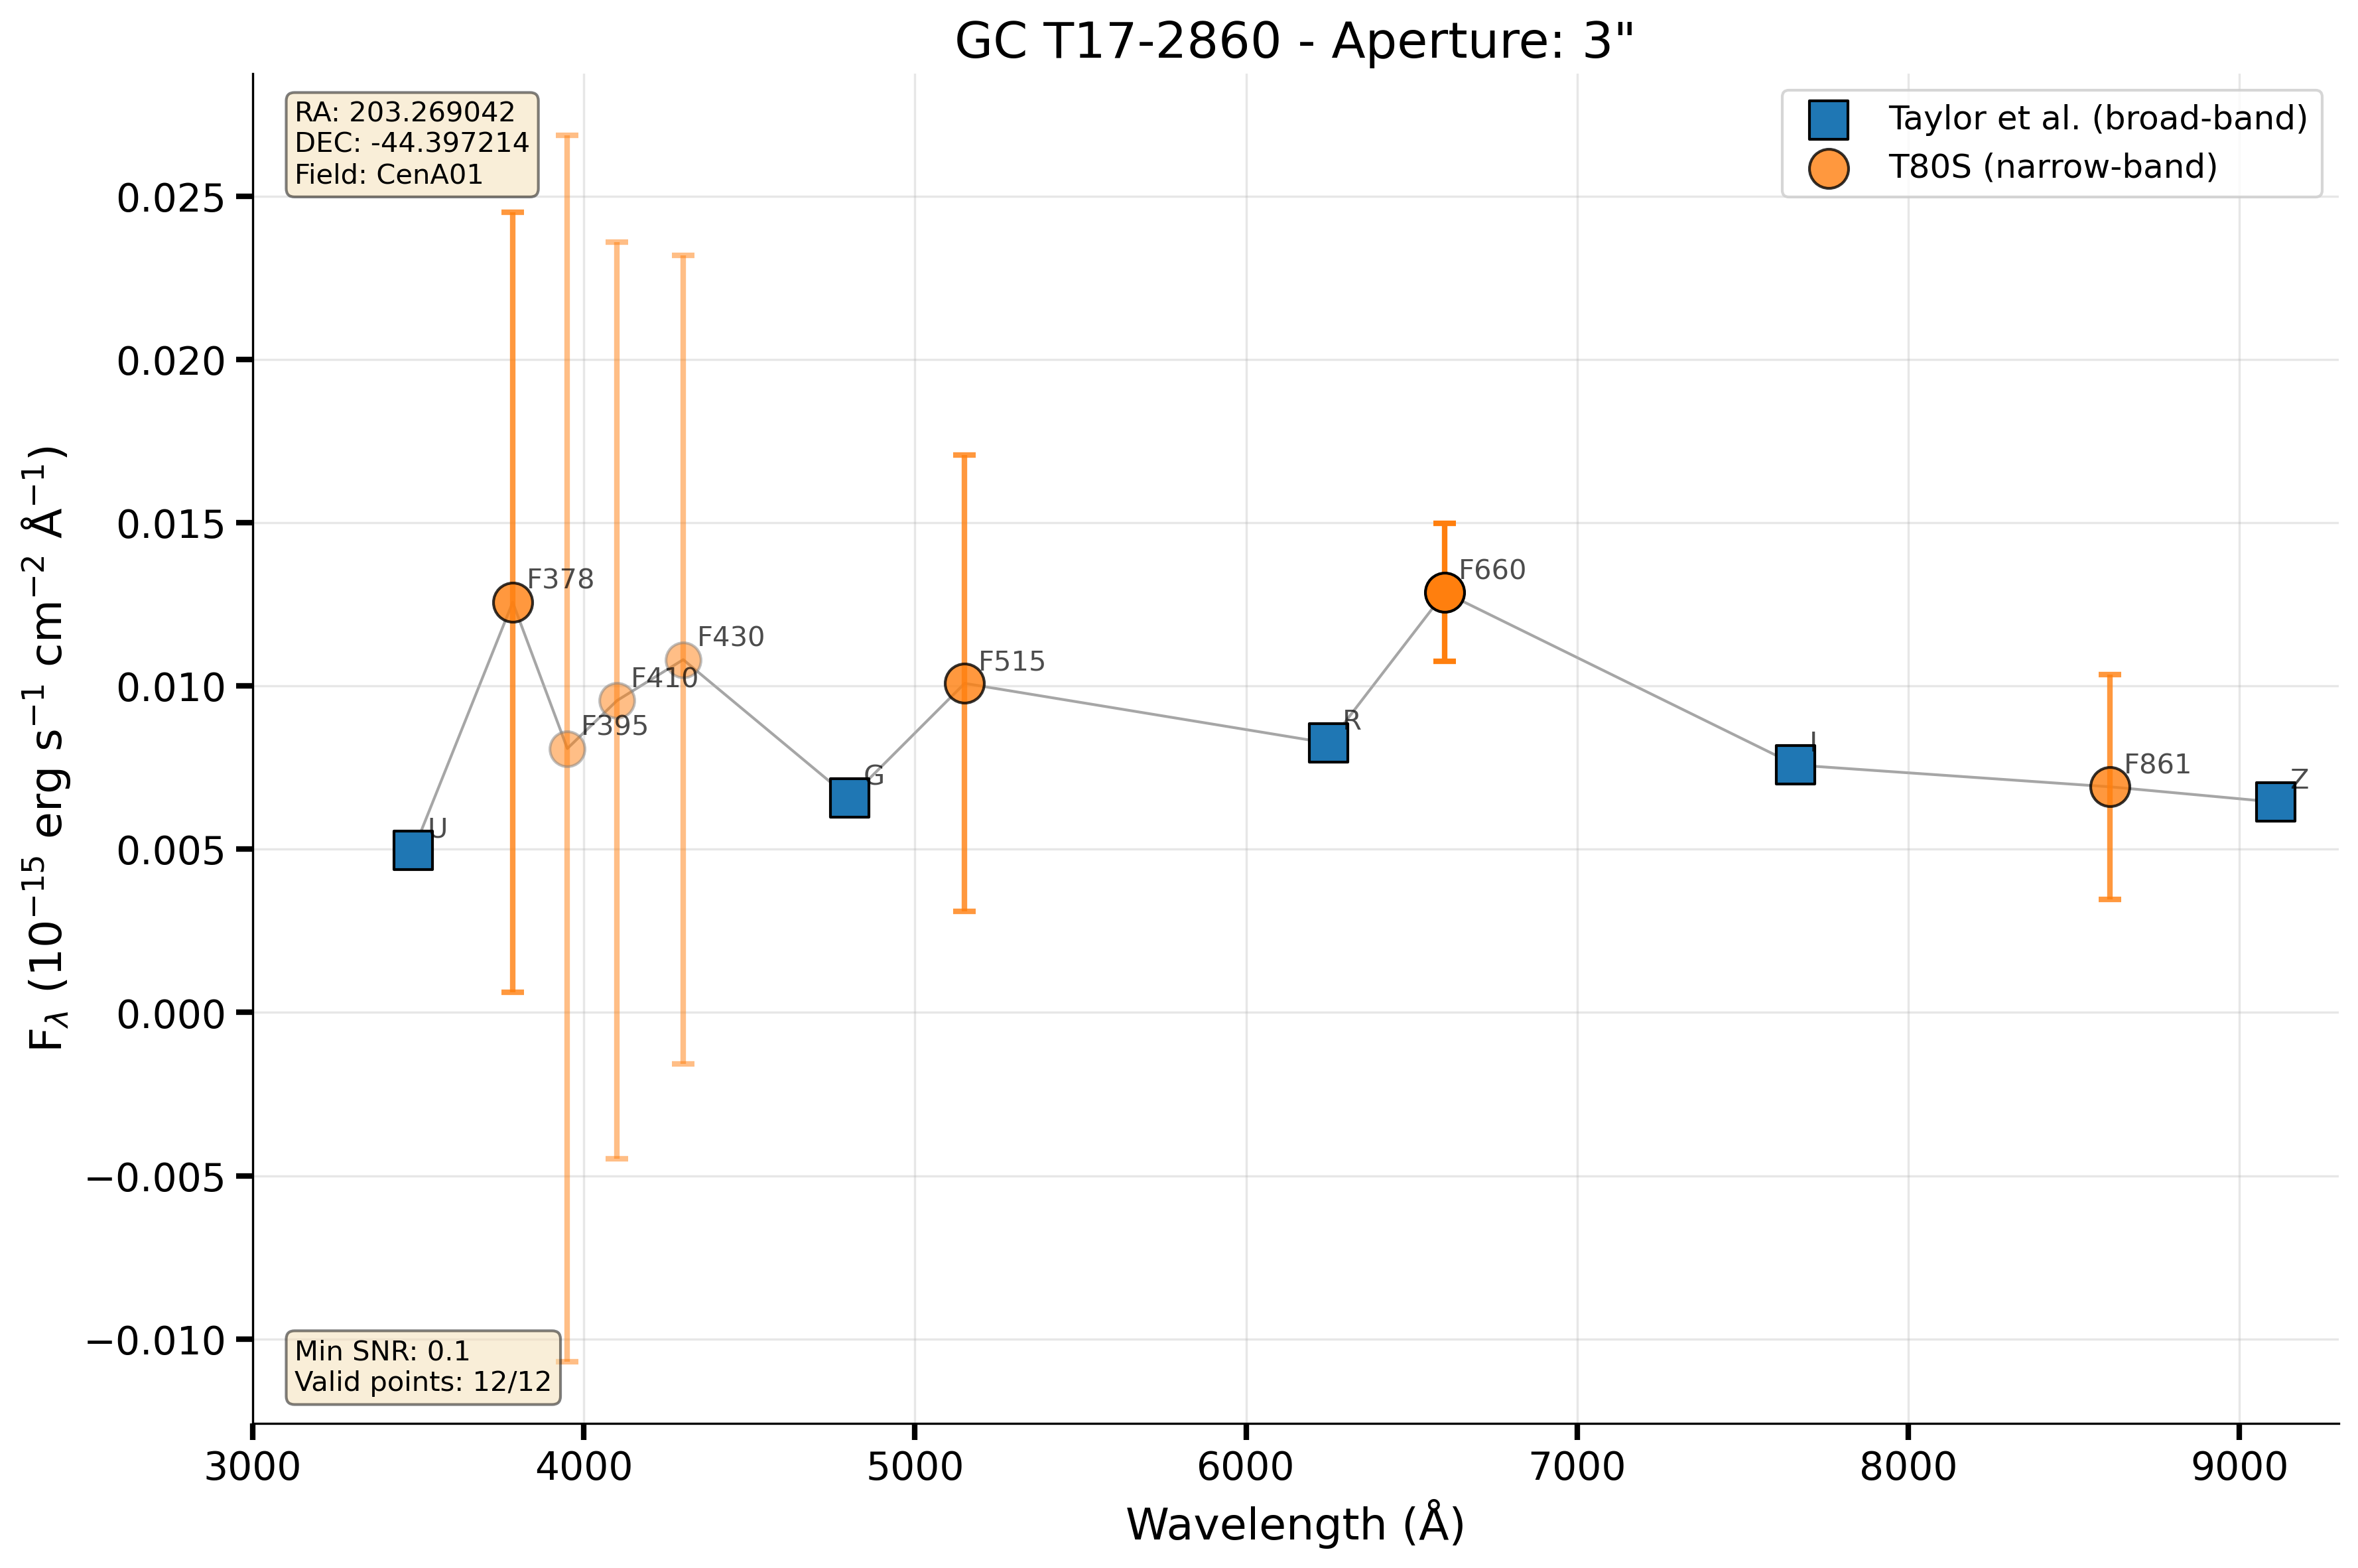 GC T17-2860 - Aperture: 3"
RA: 203.269042
DEC: -44.397214
Field: CenA01
Taylor et al. (broad-band)
T80S (narrow-band)
F_λ (10⁻¹⁵ erg s⁻¹ cm⁻² Å⁻¹)
0.025
0.020
0.015
0.010
0.005
0.000
−0.005
−0.010
U
F378
F395
F410
F430
G
F515
R
F660
I
F861
Z
Min SNR: 0.1
Valid points: 12/12
3000
4000
5000
6000
7000
8000
9000
Wavelength (Å)